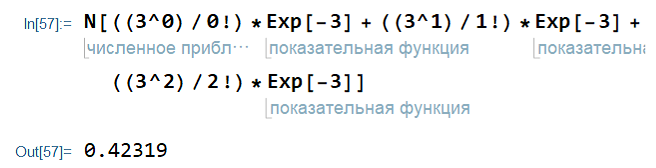 In[57]:= N[((3^0) / 0!) * Exp[-3] + ((3^1) / 1!) * Exp[-3] +
численное прибл… показательная функция
((3^2) / 2!) * Exp[-3]]
показательная функция
Out[57]= 0.42319